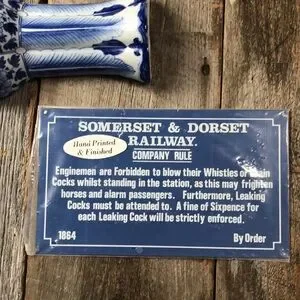 SOMERSET & DORSET
RAILWAY.
Hand Printed
& Finished
COMPANY RULE
Enginemen are Forbidden to blow their Whistles or Drain
Cocks whilst standing in the station, as this may frighten
horses and alarm passengers. Furthermore, Leaking
Cocks must be attended to. A fine of Sixpence for
each Leaking Cock will be strictly enforced.
1864
By Order